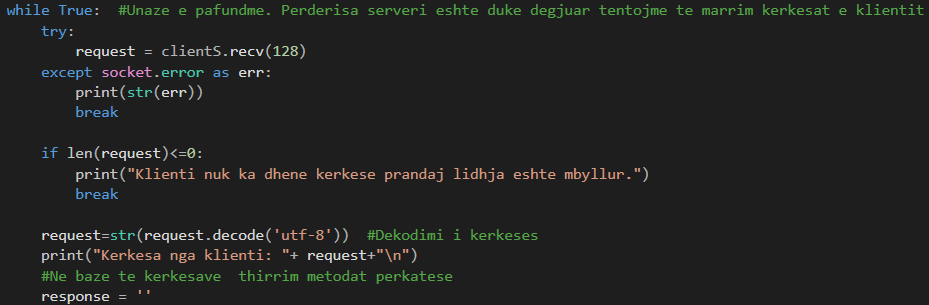 while True:  #Unaze e pafundme. Perderisa serveri eshte duke degjuar tentojme te marrim kerkesat e klientit
    try:
        request = clientS.recv(128)
    except socket.error as err:
        print(str(err))
        break

    if len(request)<=0:
        print("Klienti nuk ka dhene kerkese prandaj lidhja eshte mbyllur.")
        break

    request=str(request.decode('utf-8'))  #Dekodimi i kerkeses
    print("Kerkesa nga klienti: "+ request+"\n")
    #Ne baze te kerkesave  thirrim metodat perkatese
    response = ''